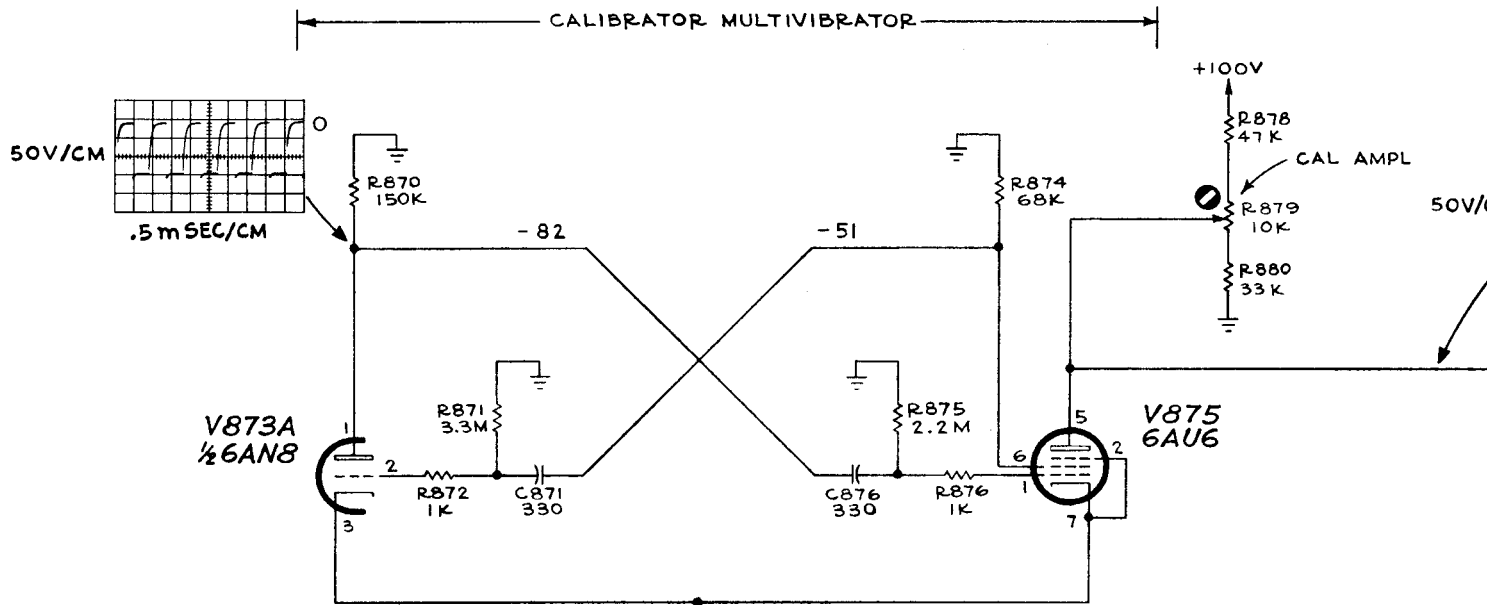 CALIBRATOR MULTIVIBRATOR
+100V
R878
47K
CAL AMPL
R879
10K
R880
33K
50V/CM
O
.5mSEC/CM
R870
150K
R874
68K
50V/
-82
-51
R871
3.3M
R875
2.2M
V873A
½6AN8
V875
6AU6
1
2
3
R872
1K
C871
330
C876
330
R876
1K
5
2
6
1
7